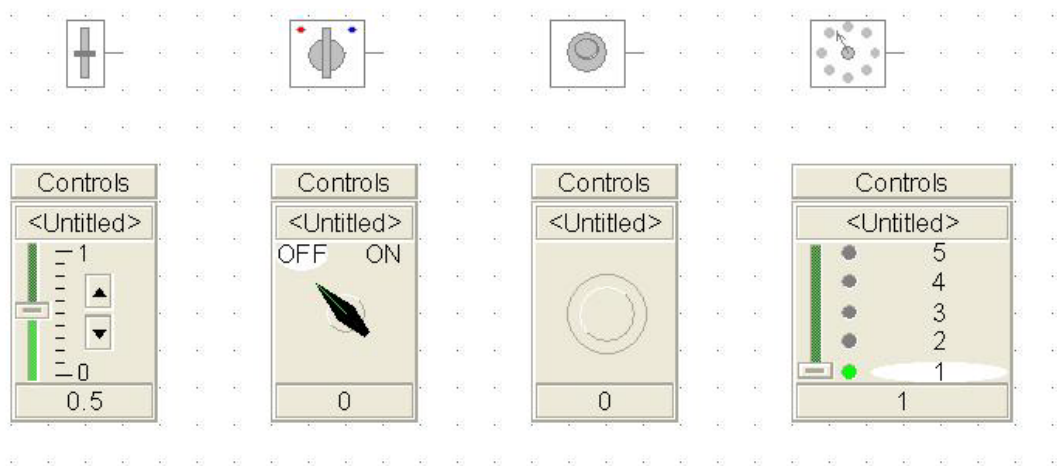 Controls
<Untitled>
1
0
0.5
Controls
<Untitled>
OFF ON
0
Controls
<Untitled>
0
Controls
<Untitled>
5
4
3
2
1
1